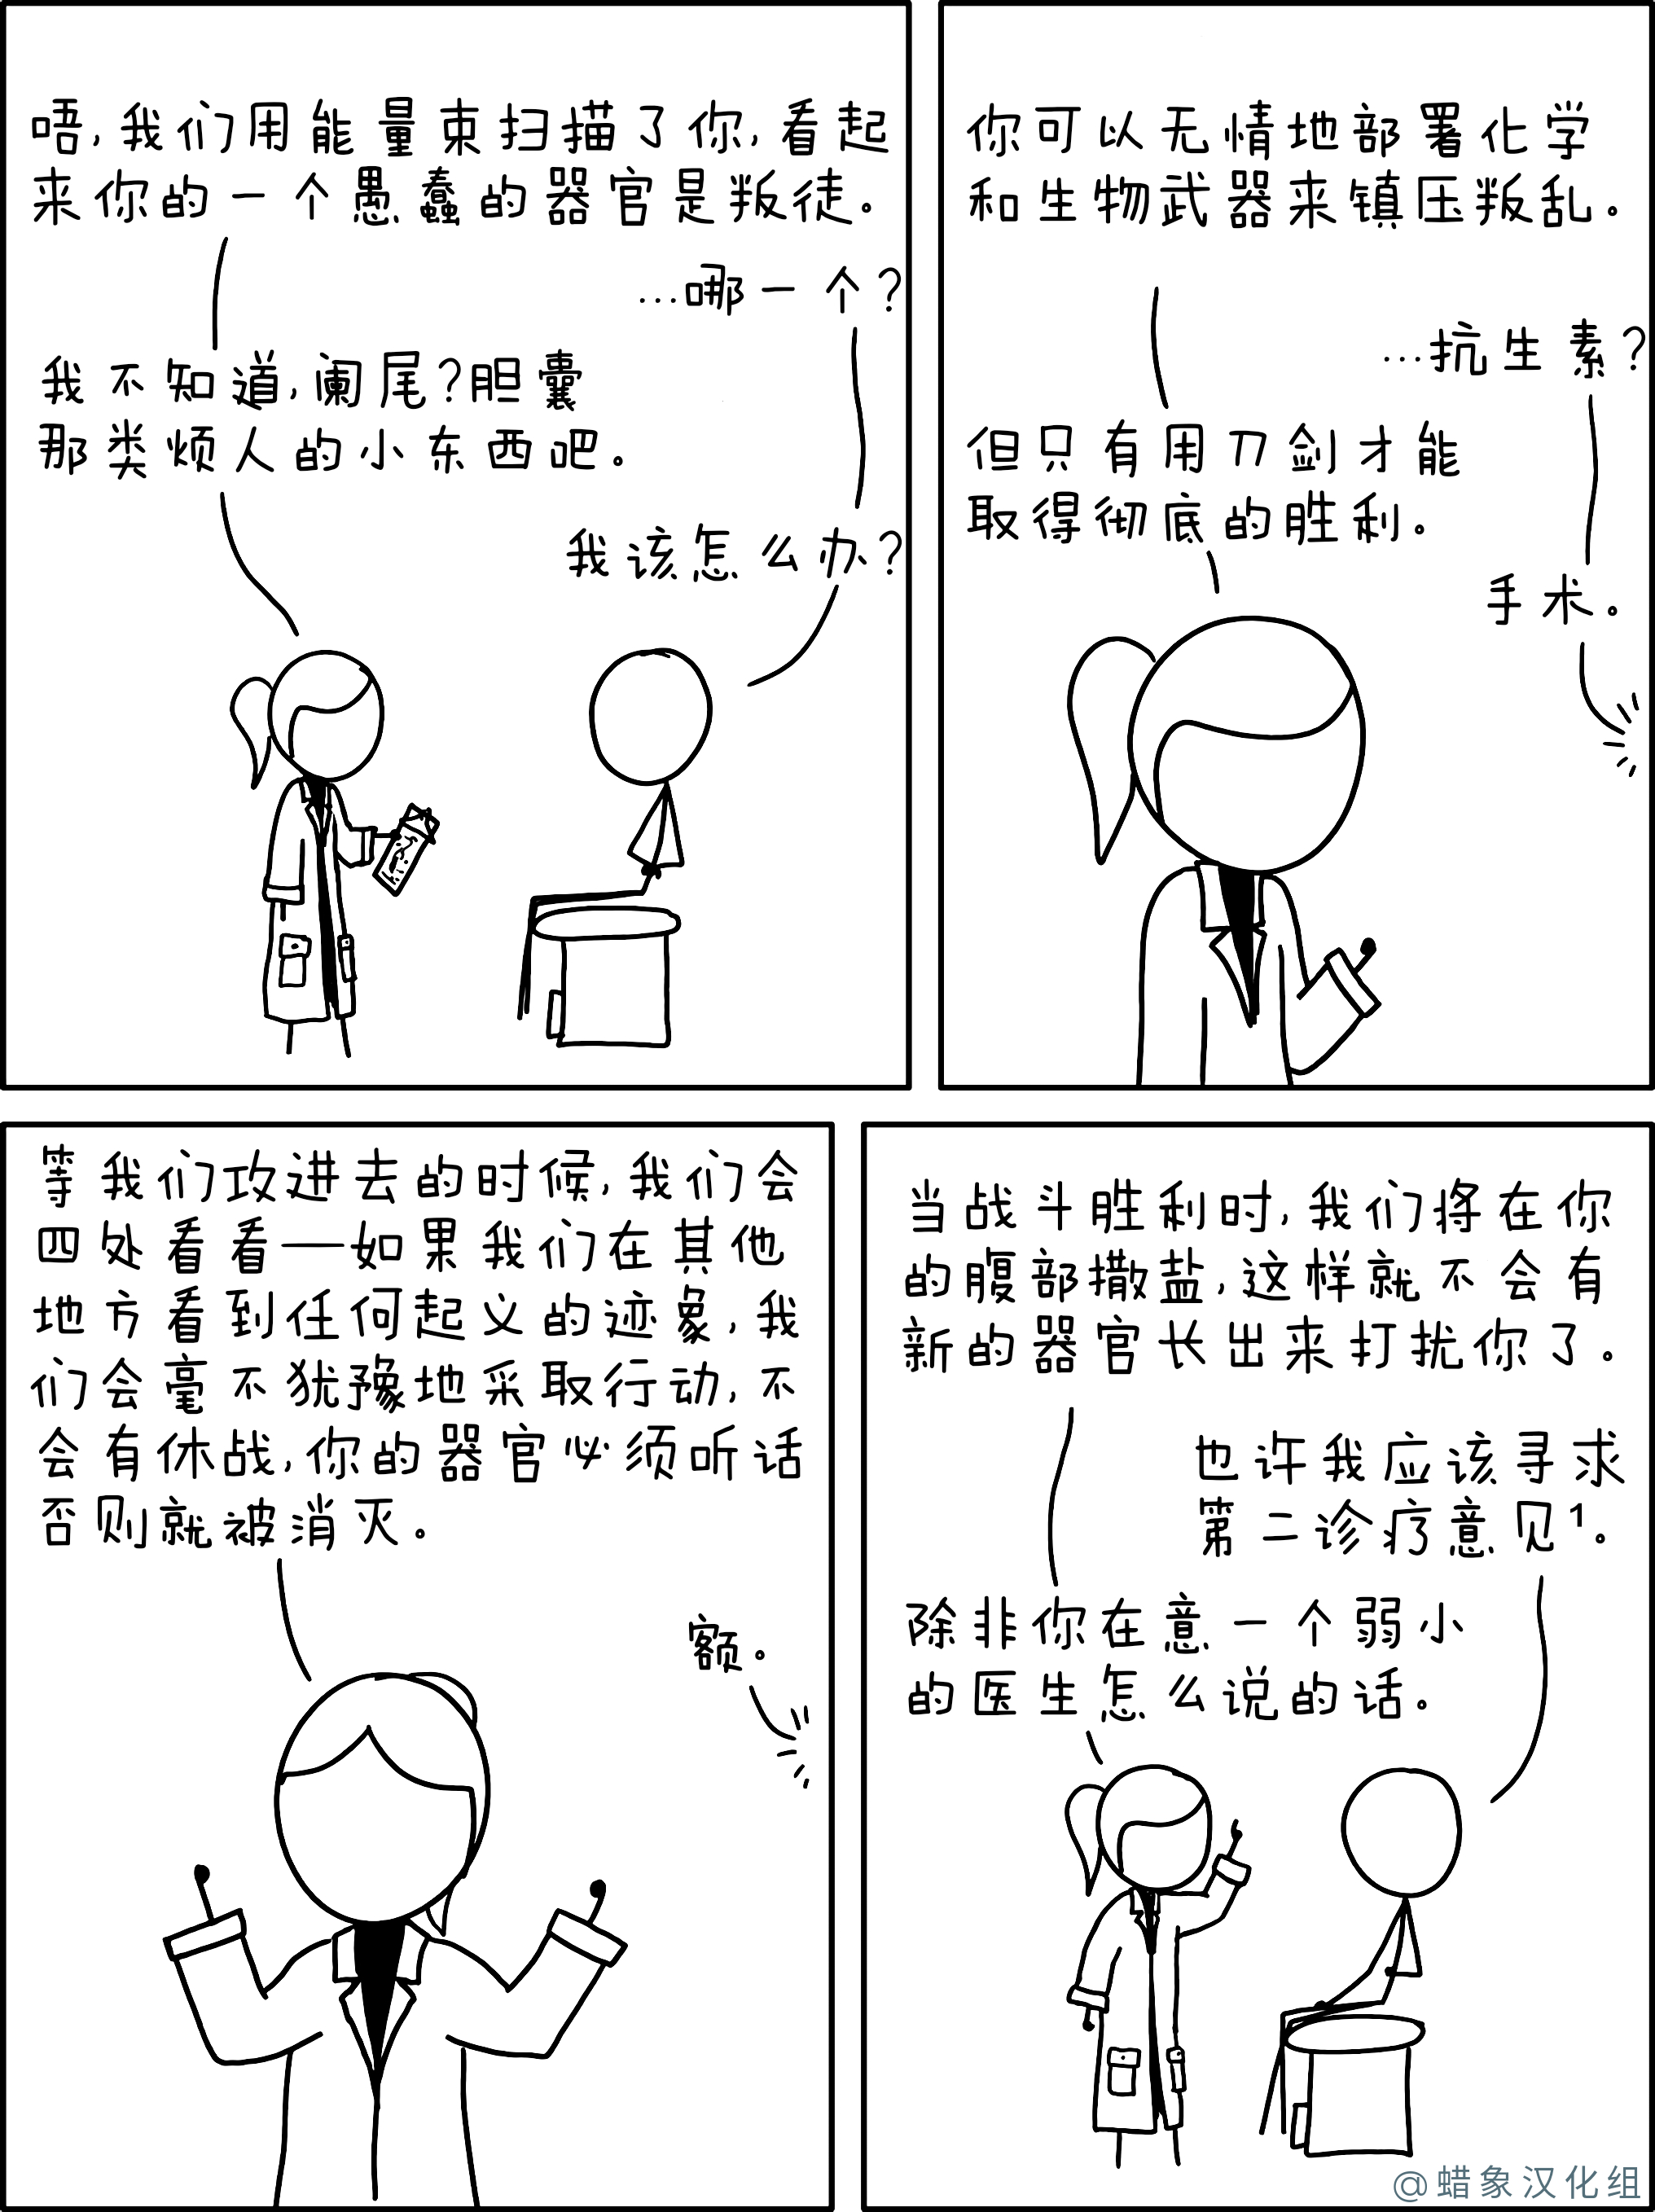 唔,我们用能量束扫描了你,看起
来你的一个愚蠢的器官是叛徒。
…哪一个?
我不知道,阑尾?胆囊
那类烦人的小东西吧。
我该怎么办?
你可以无情地部署化学
和生物武器来镇压叛乱。
…抗生素?
但只有用刀剑才能
取得彻底的胜利。
手术。
等我们攻进去的时候,我们会
四处看看——如果我们在其他
地方看到任何起义的迹象,我
们会毫不犹豫地采取行动,不
会有休战,你的器官必须听话
否则就被消灭。
额。
当战斗胜利时,我们将在你
的腹部撒盐,这样就不会有
新的器官长出来打扰你了。
也许我应该寻求
第二诊疗意见¹。
除非你在意一个弱小
的医生怎么说的话。
@蜡象汉化组